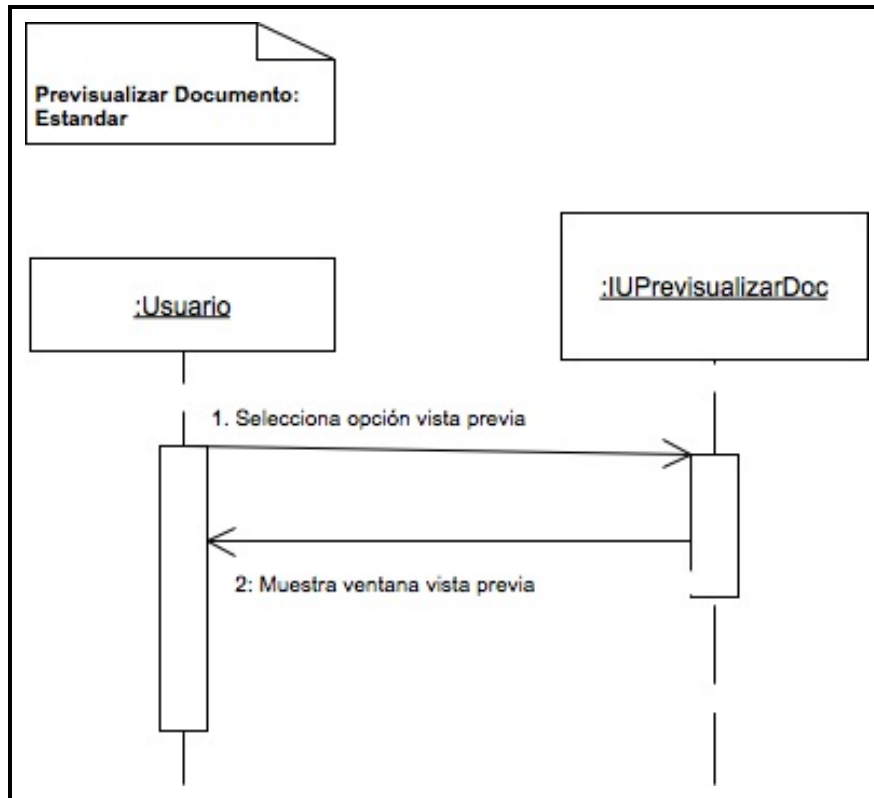 Previsualizar Documento:
Estandar
:Usuario
:IUPrevisualizarDoc
1. Selecciona opción vista previa
2: Muestra ventana vista previa